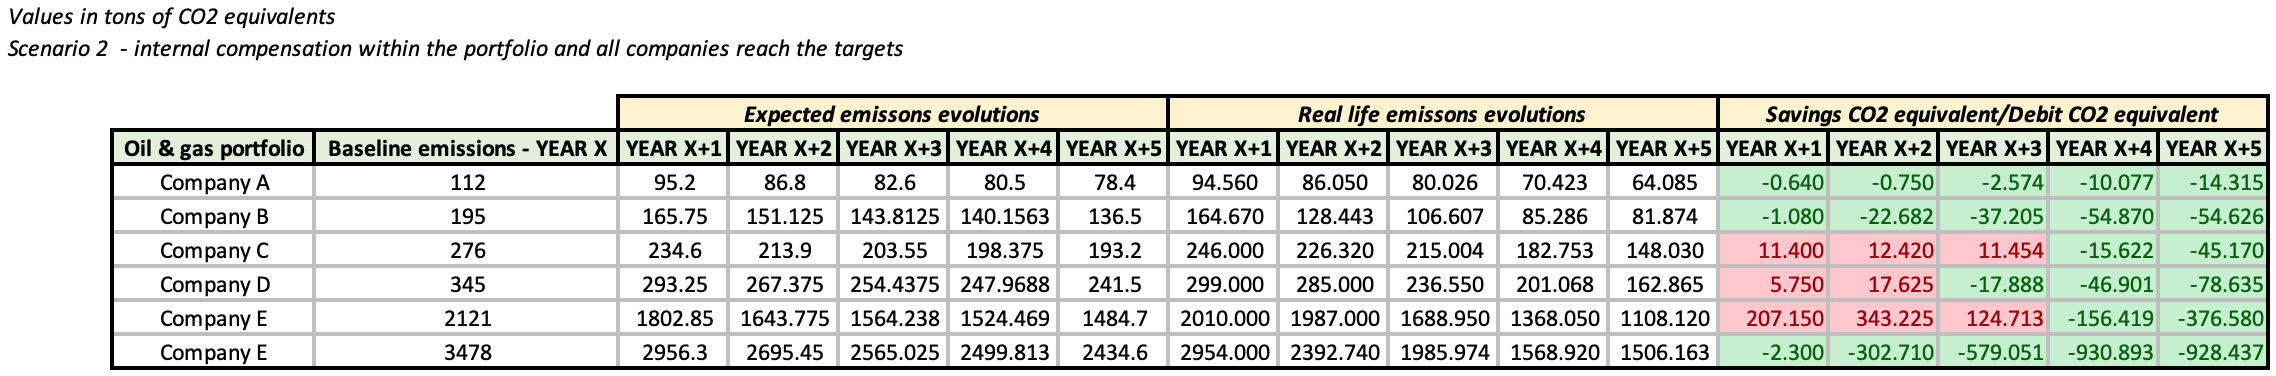 Values in tons of CO2 equivalents
Scenario 2  - internal compensation within the portfolio and all companies reach the targets
Expected emissons evolutions Real life emissons evolutions Savings CO2 equivalent/Debit CO2 equivalent
Oil & gas portfolio Baseline emissions - YEAR X YEAR X+1 YEAR X+2 YEAR X+3 YEAR X+4 YEAR X+5 YEAR X+1 YEAR X+2 YEAR X+3 YEAR X+4 YEAR X+5 YEAR X+1 YEAR X+2 YEAR X+3 YEAR X+4 YEAR X+5
Company A 112 95.2 86.8 82.6 80.5 78.4 94.560 86.050 80.026 70.423 64.085 -0.640 -0.750 -2.574 -10.077 -14.315
Company B 195 165.75 151.125 143.8125 140.1563 136.5 164.670 128.443 106.607 85.286 81.874 -1.080 -22.682 -37.205 -54.870 -54.626
Company C 276 234.6 213.9 203.55 198.375 193.2 246.000 226.320 215.004 182.753 148.030 11.400 12.420 11.454 -15.622 -45.170
Company D 345 293.25 267.375 254.4375 247.9688 241.5 299.000 285.000 236.550 201.068 162.865 5.750 17.625 -17.888 -46.901 -78.635
Company E 2121 1802.85 1643.775 1564.238 1524.469 1484.7 2010.000 1987.000 1688.950 1368.050 1108.120 207.150 343.225 124.713 -156.419 -376.580
Company E 3478 2956.3 2695.45 2565.025 2499.813 2434.6 2954.000 2392.740 1985.974 1568.920 1506.163 -2.300 -302.710 -579.051 -930.893 -928.437